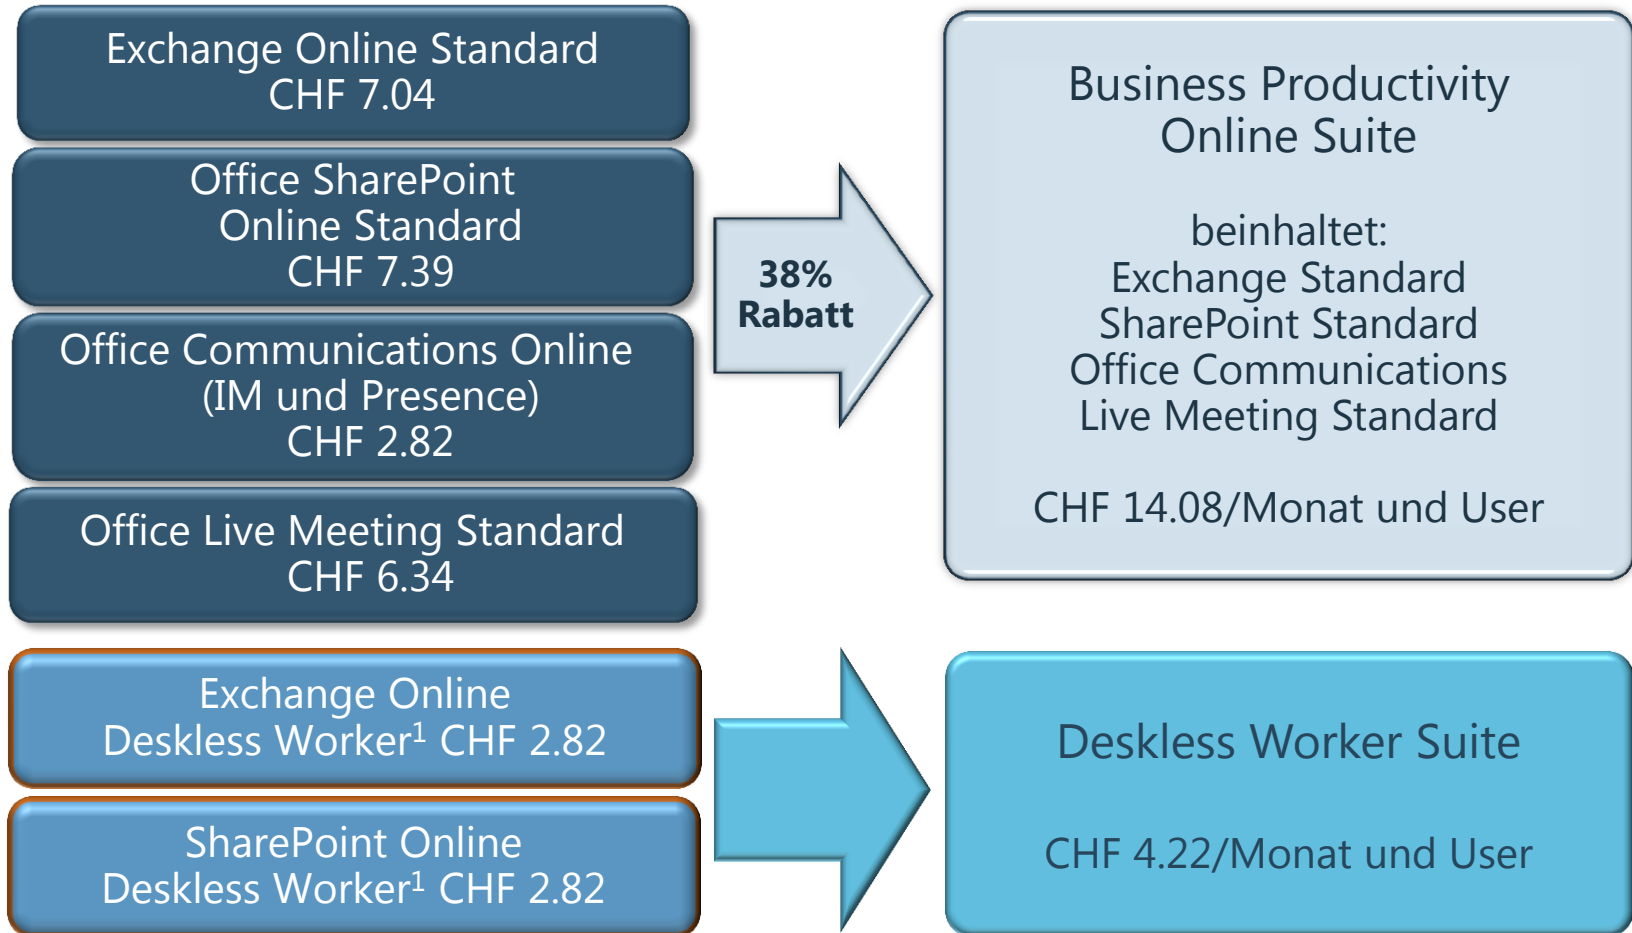 Exchange Online Standard
CHF 7.04
Office SharePoint
Online Standard
CHF 7.39
Office Communications Online
(IM und Presence)
CHF 2.82
Office Live Meeting Standard
CHF 6.34
38%
Rabatt
Business Productivity
Online Suite
beinhaltet:
Exchange Standard
SharePoint Standard
Office Communications
Live Meeting Standard
CHF 14.08/Monat und User
Exchange Online
Deskless Worker¹ CHF 2.82
SharePoint Online
Deskless Worker¹ CHF 2.82
Deskless Worker Suite
CHF 4.22/Monat und User